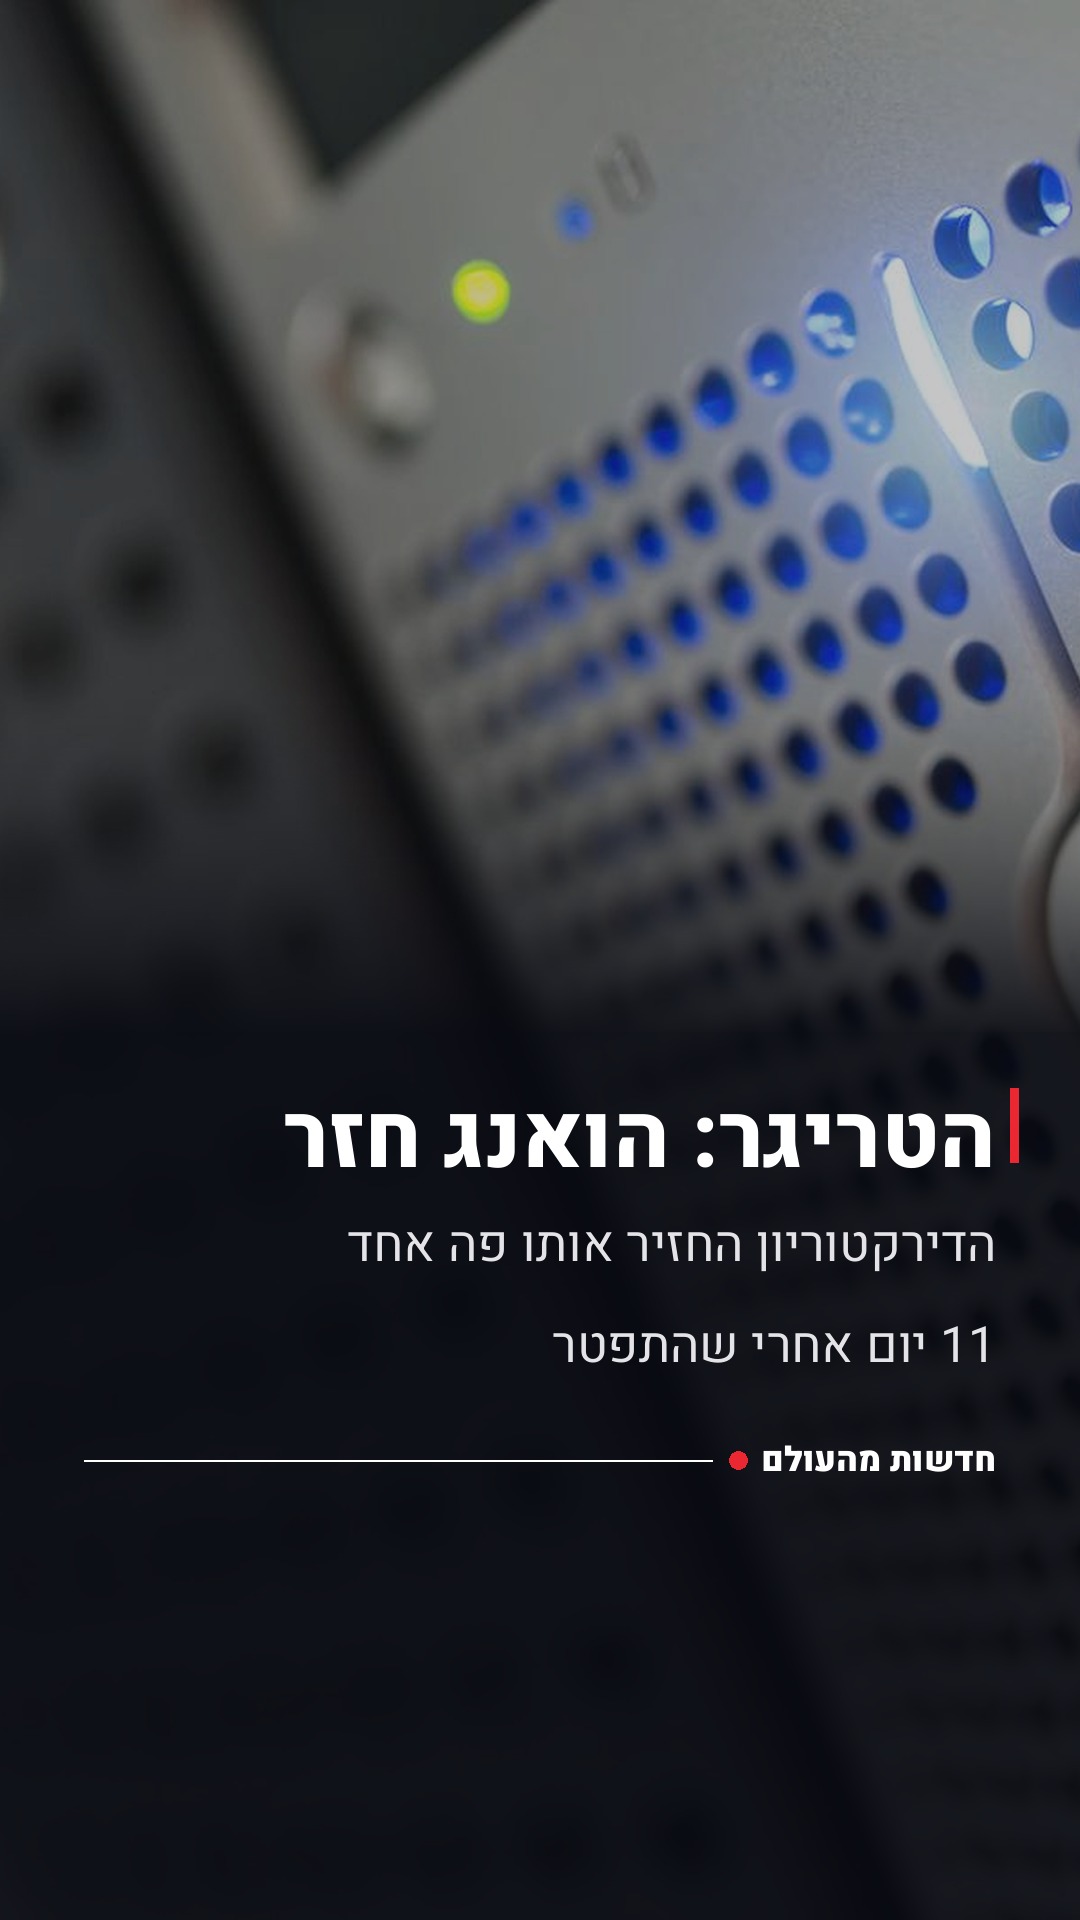 הטריגר: הואנג חזר
הדירקטוריון החזיר אותו פה אחד
11 יום אחרי שהתפטר
חדשות מהעולם